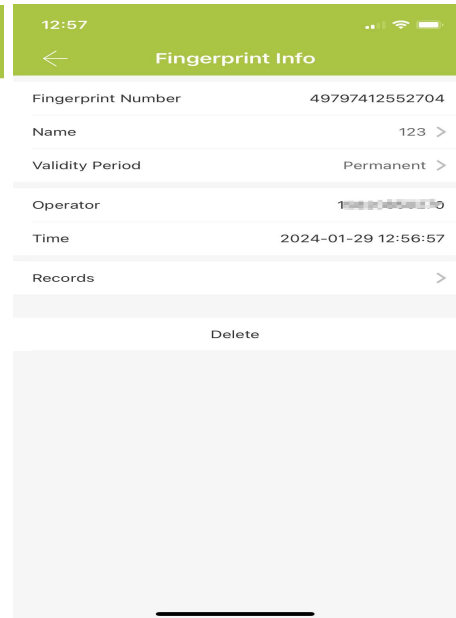 12:57
Fingerprint Info
Fingerprint Number 49797412552704
Name 123 >
Validity Period Permanent >
Operator
Time 2024-01-29 12:56:57
Records >
Delete